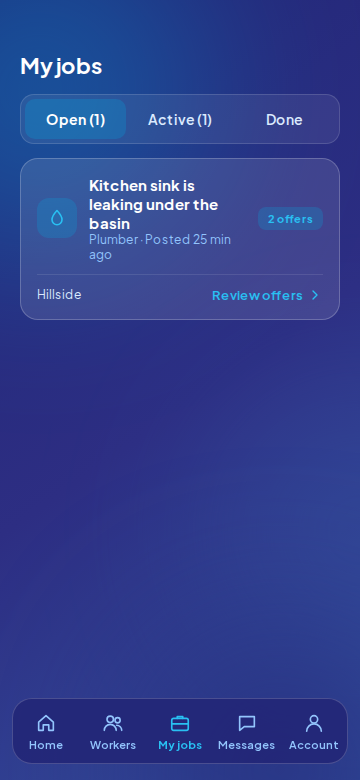 My jobs
Open (1)
Active (1)
Done
Kitchen sink is
leaving under the
basin
Plumber · Posted 25 min
ago
2 offers
Hillside
Review offers
Home
Workers
My jobs
Messages
Account